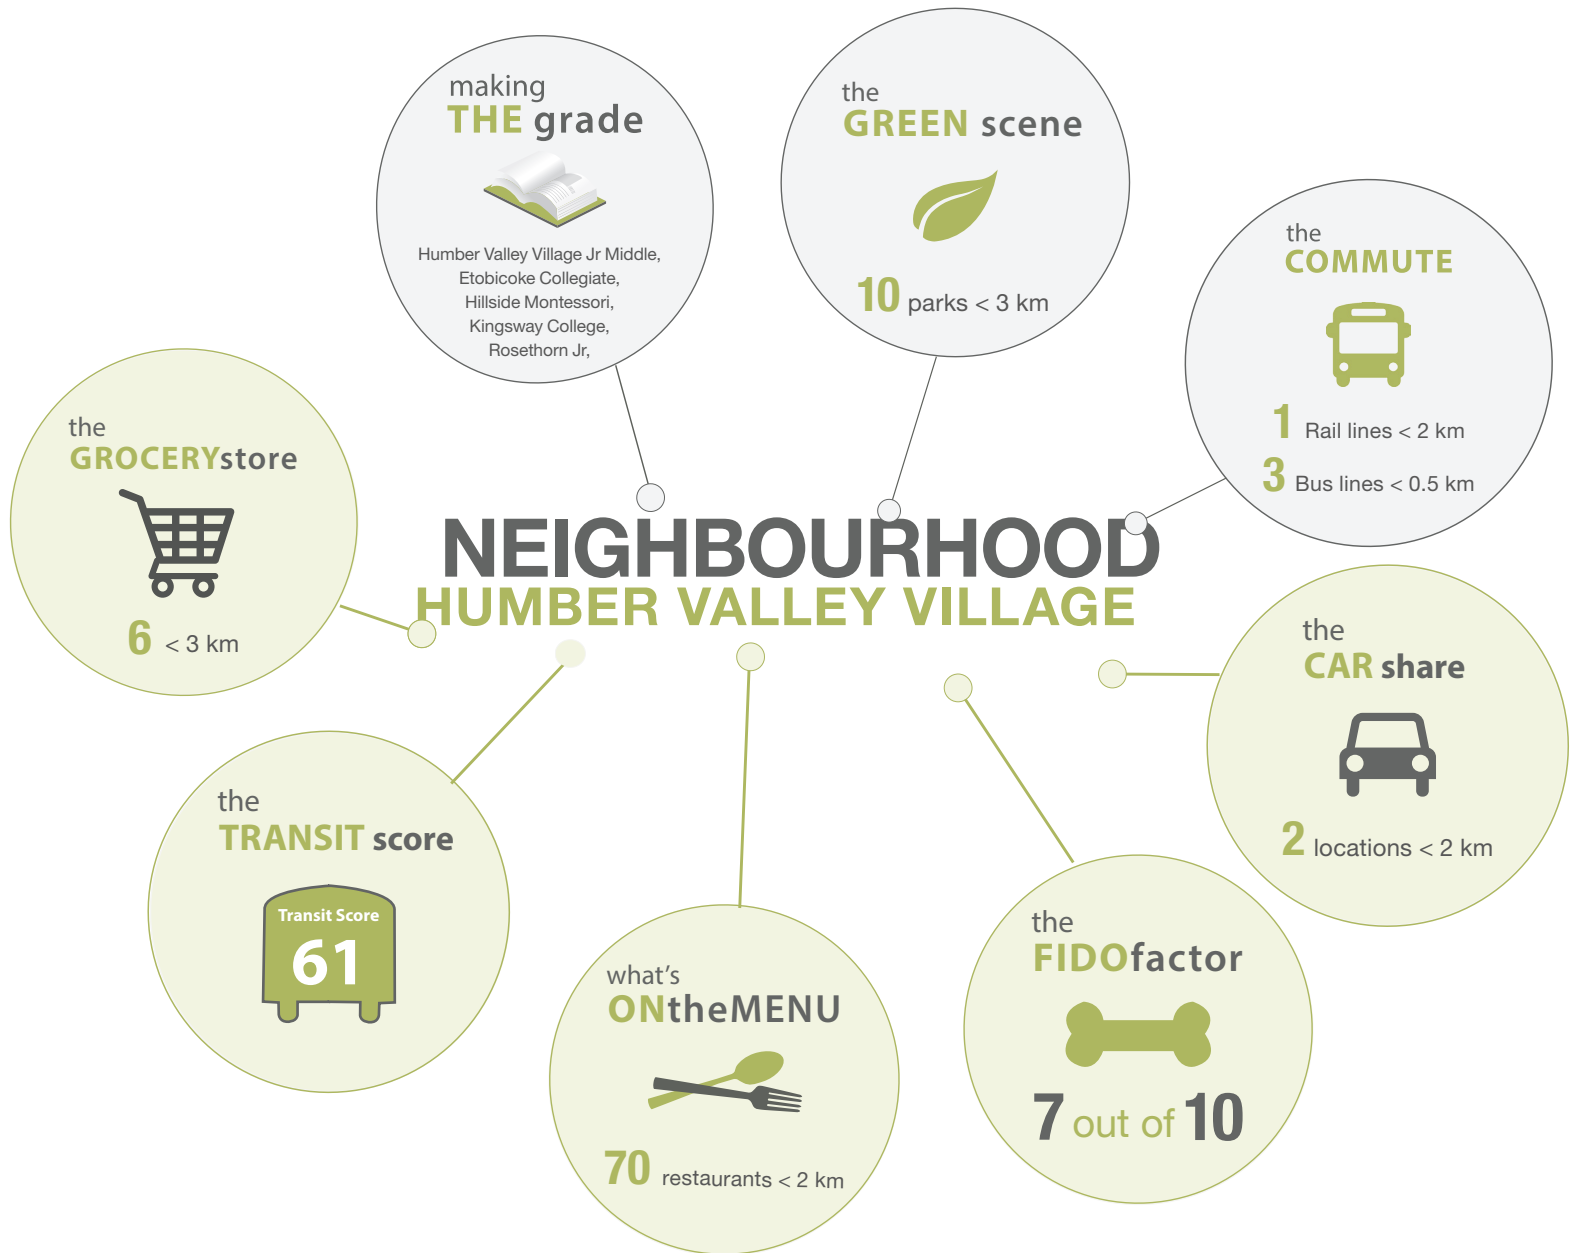 making
THE grade
Humber Valley Village Jr Middle,
Etobicoke Collegiate,
Hillside Montessori,
Kingsway College,
Rosethorn Jr,
the
GREEN scene
10 parks < 3 km
the
COMMUTE
1 Rail lines < 2 km
3 Bus lines < 0.5 km
the
GROCERYstore
6 < 3 km
NEIGHBOURHOOD
HUMBER VALLEY VILLAGE
the
CAR share
2 locations < 2 km
the
TRANSIT score
Transit Score
61
what's
ONtheMENU
70 restaurants < 2 km
the
FIDOfactor
7 out of 10